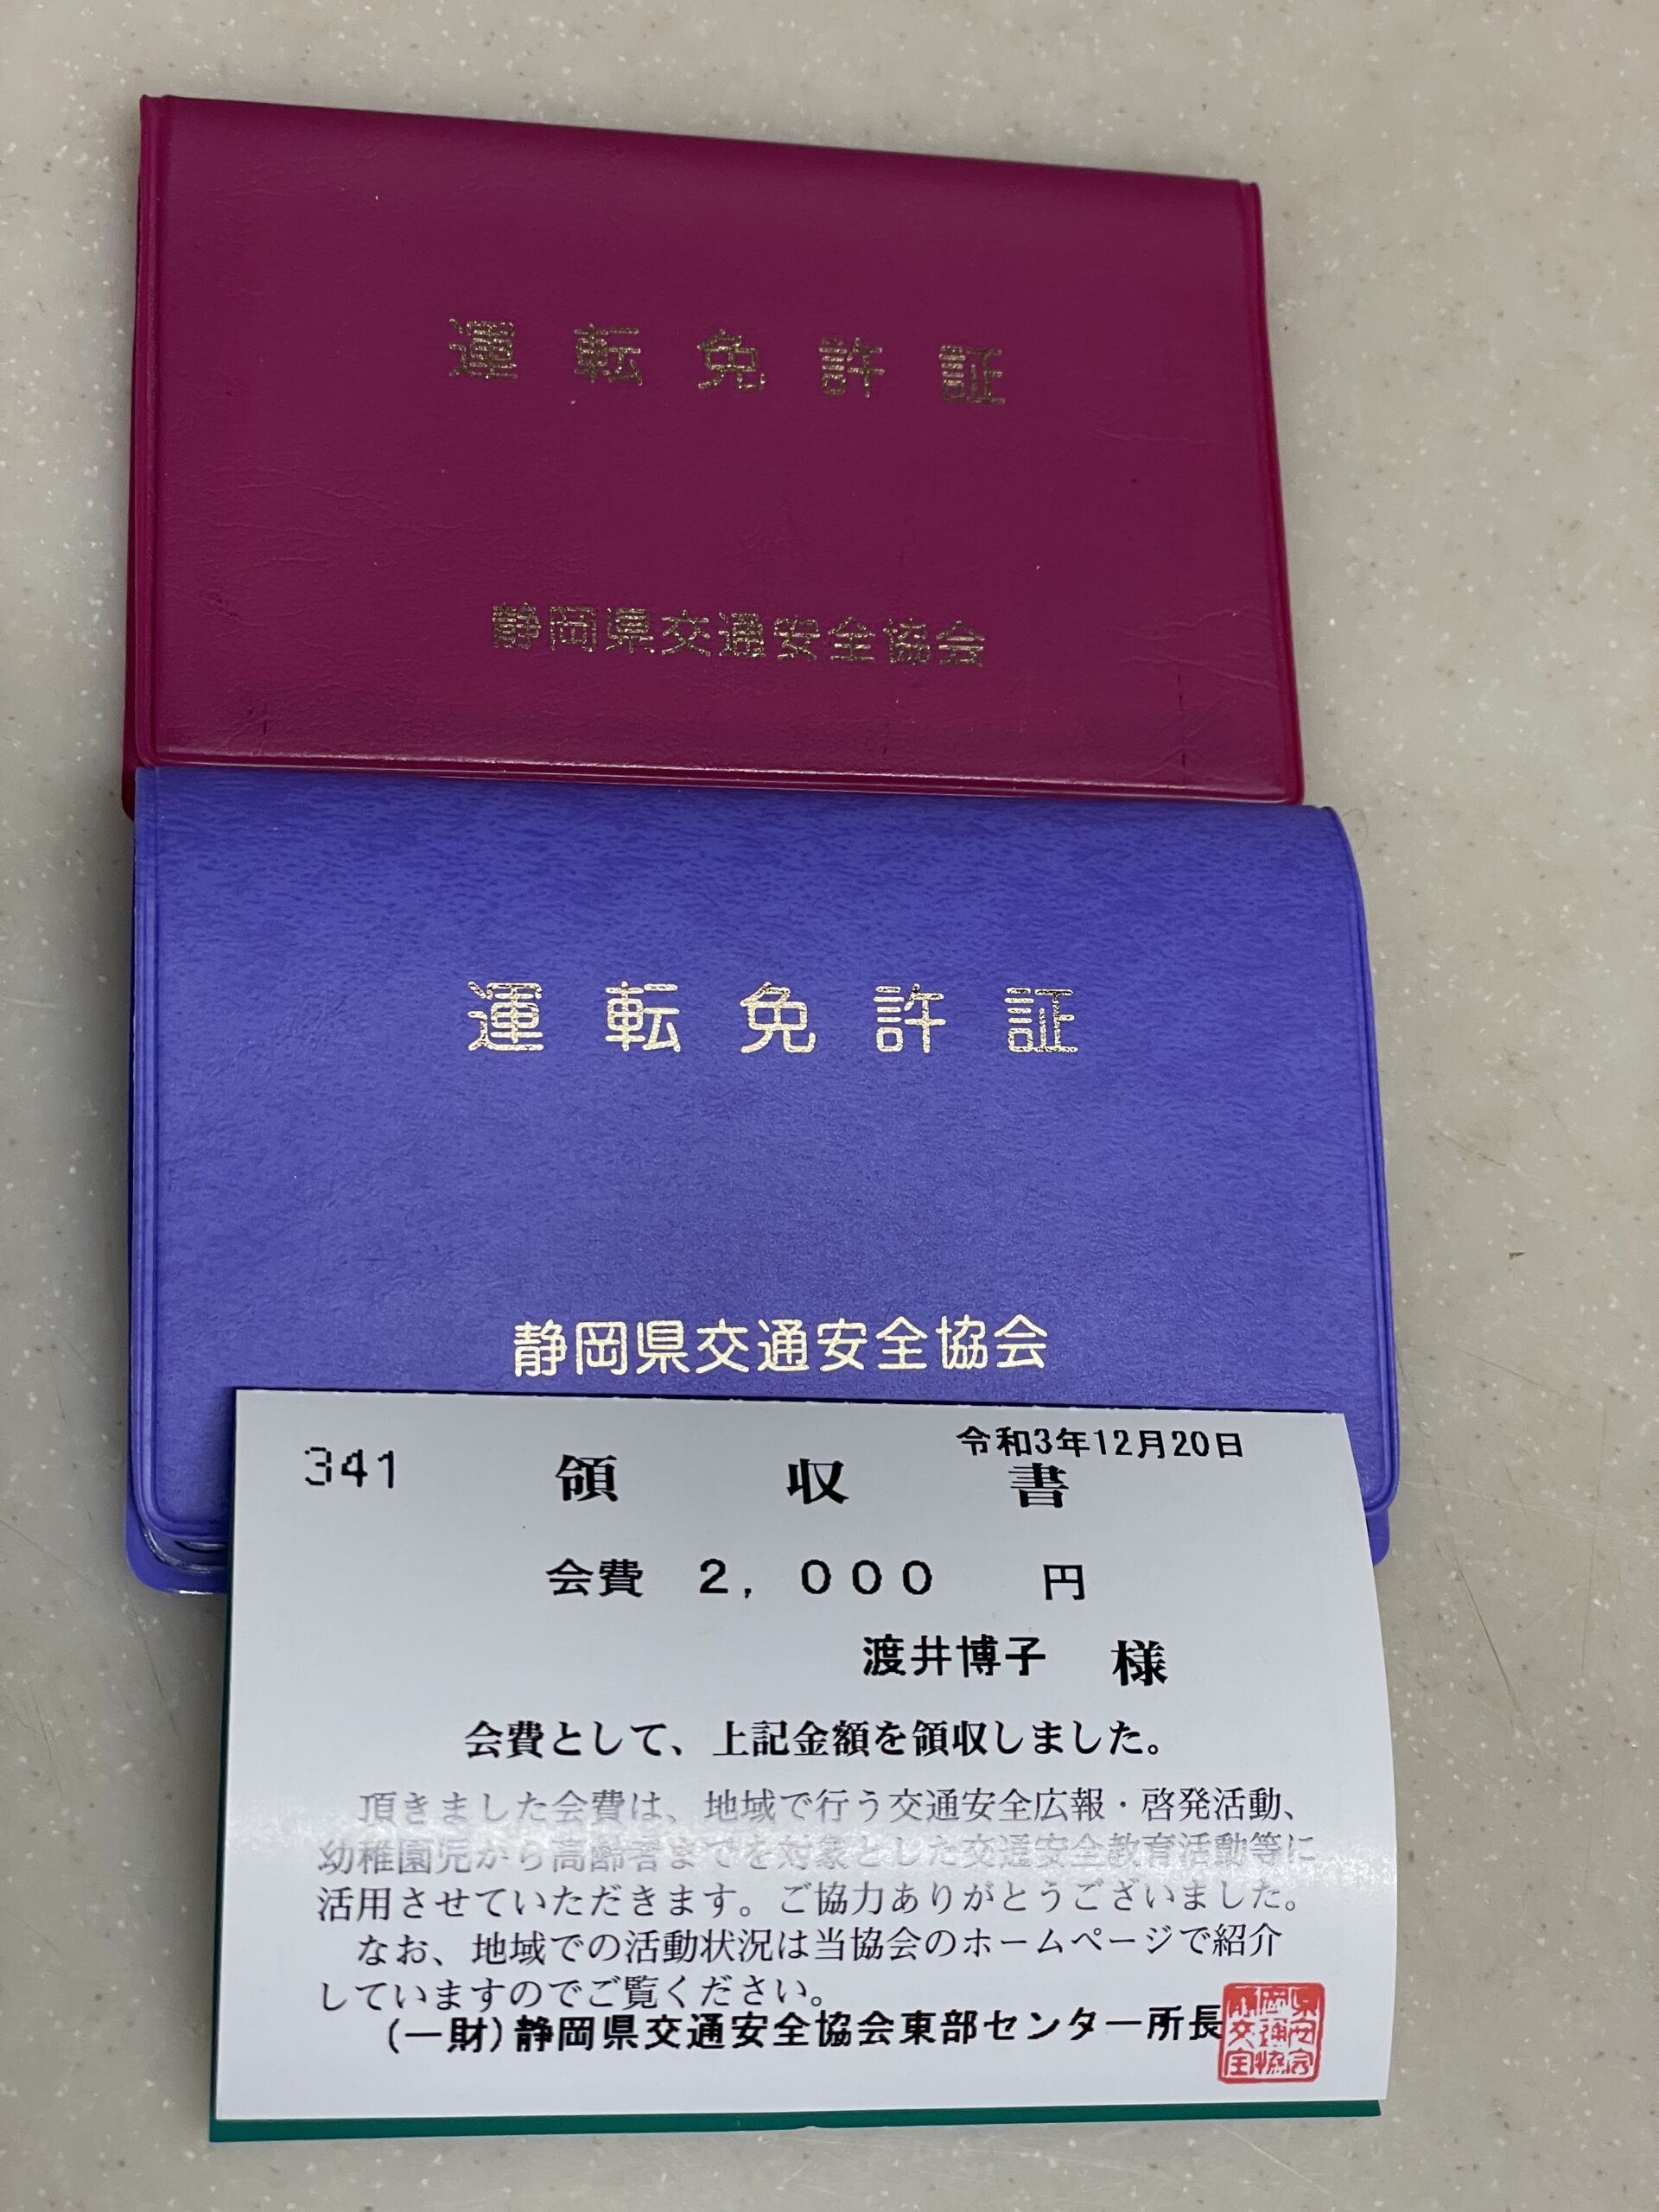 運転免許証
静岡県交通安全協会
運転免許証
静岡県交通安全協会
令和3年12月20日
341 領収書
会費 2,000 円
渡井博子 様
会費として、上記金額を領収しました。
頂きました会費は、地域で行う交通安全広報・啓発活動、
幼稚園児から高齢者までを対象とした交通安全教育活動等に
活用させていただきます。ご協力ありがとうございました。
なお、地域での活動状況は当協会のホームページで紹介
していますのでご覧ください。
(一財)静岡県交通安全協会東部センター所長